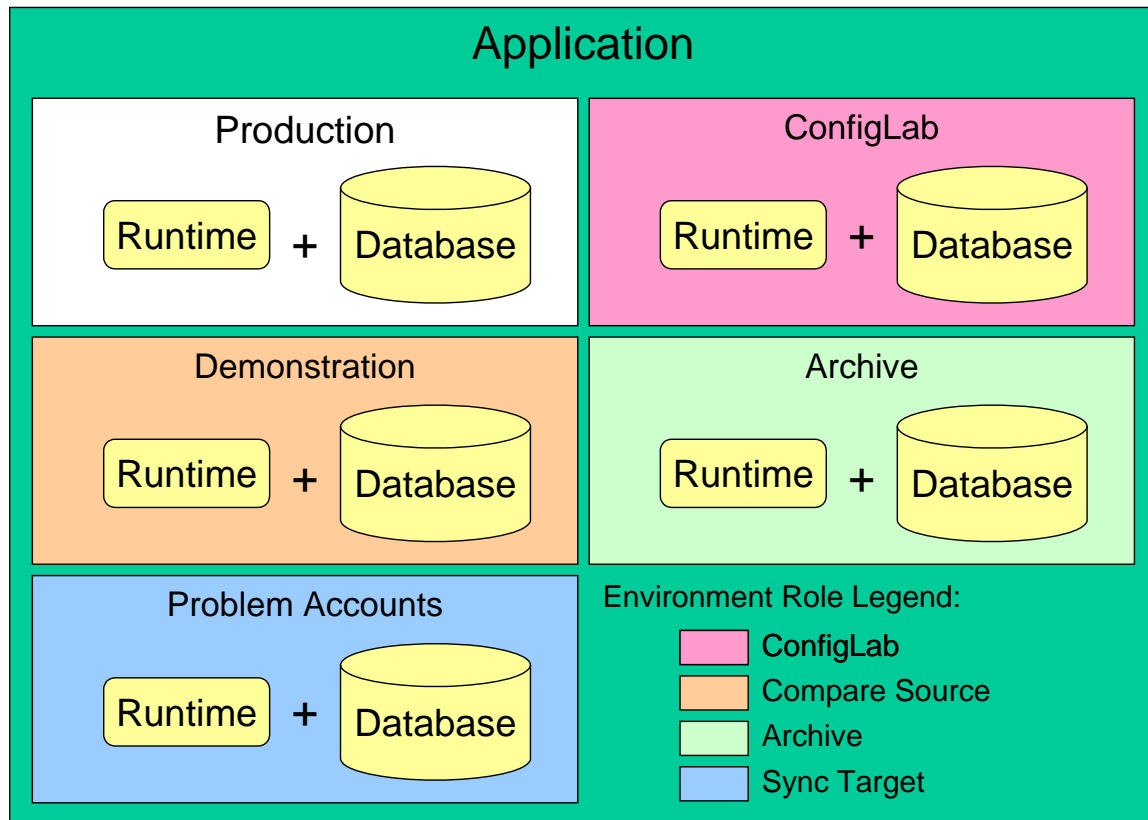 Application
Production
Runtime + Database
ConfigLab
Runtime + Database
Demonstration
Runtime + Database
Archive
Runtime + Database
Problem Accounts
Runtime + Database
Environment Role Legend:
ConfigLab
Compare Source
Archive
Sync Target